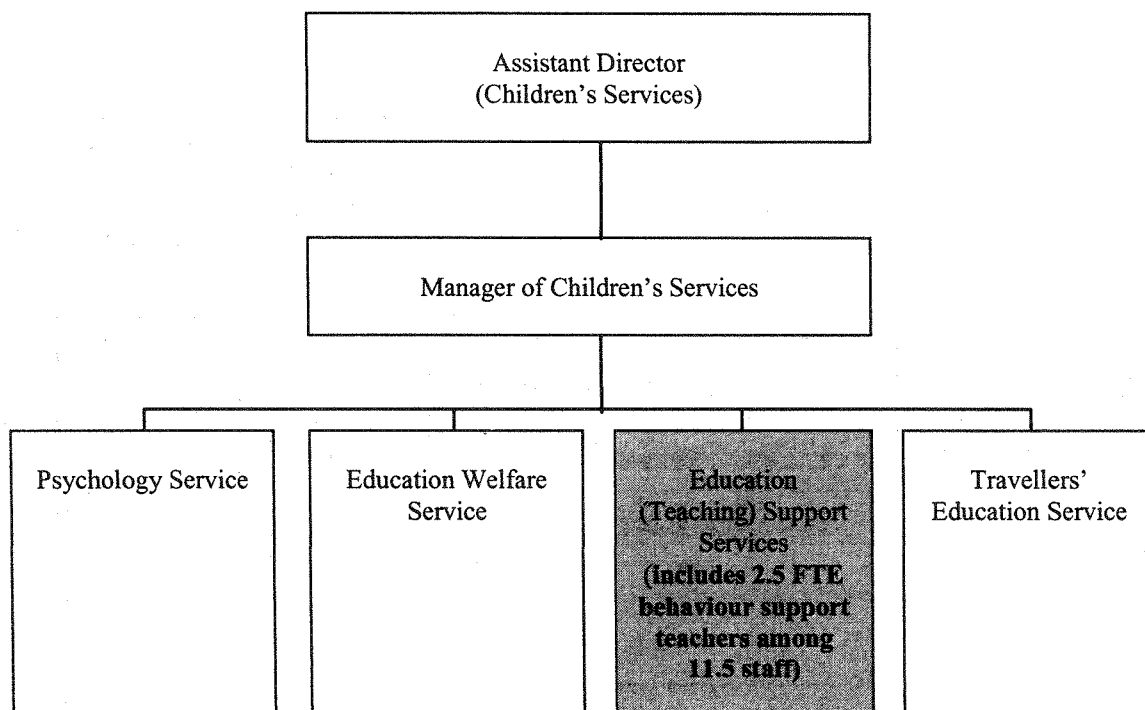 Assistant Director
(Children's Services)
Manager of Children's Services
Psychology Service
Education Welfare
Service
Education
(Teaching) Support
Services
(includes 2.5 FTE
behaviour support
teachers among
11.5 staff)
Travellers'
Education Service